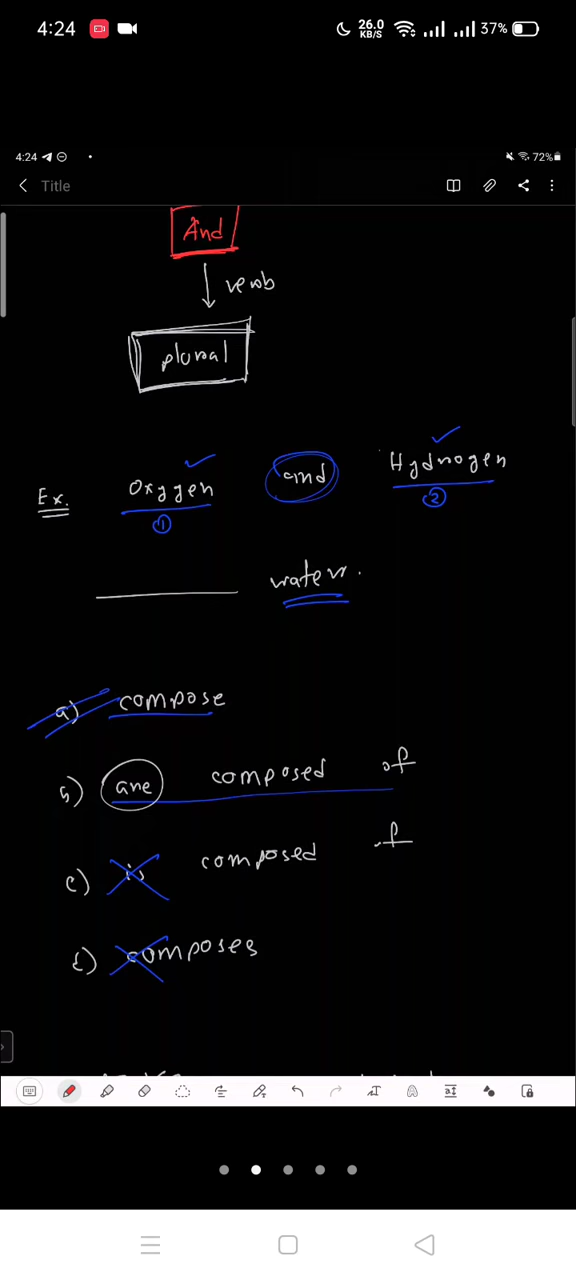 4:24 26.0 KB/S 37%
4:24 72%
Title
And
verb
plural
Ex. Oxygen and Hydrogen
① ②
water.
a) compose
b) are composed of
c) is composed of
d) composes